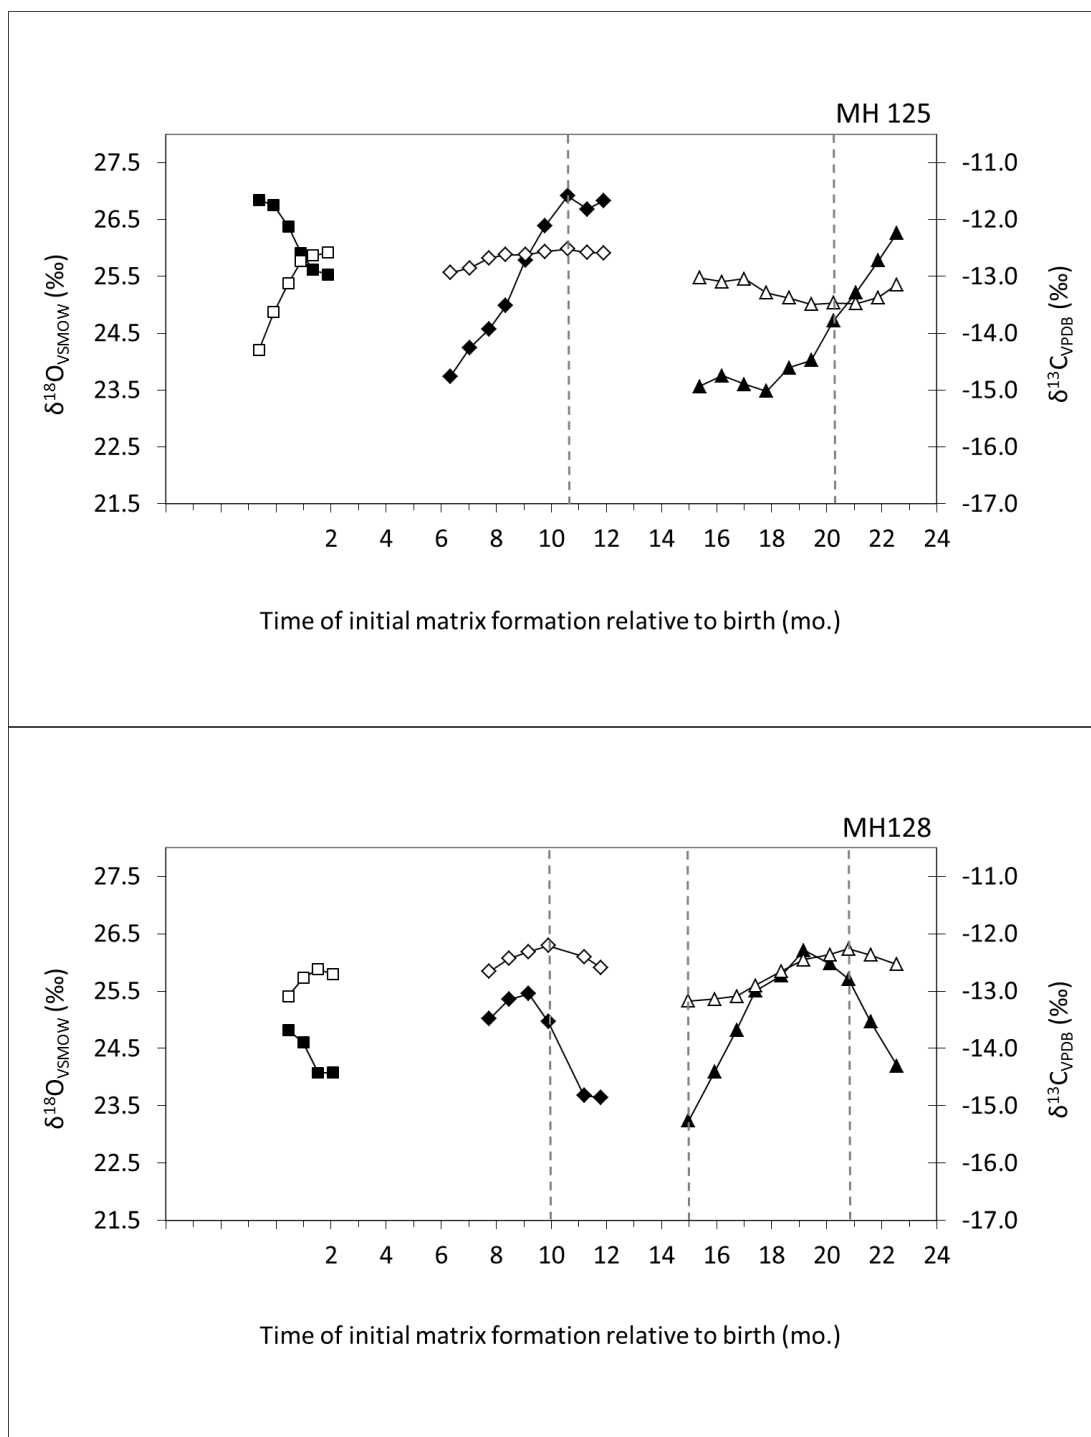 MH 125
27.5
26.5
25.5
24.5
23.5
22.5
21.5
δ18OVSMOW (‰)
-11.0
-12.0
-13.0
-14.0
-15.0
-16.0
-17.0
δ13CVPDB (‰)
2 4 6 8 10 12 14 16 18 20 22 24
Time of initial matrix formation relative to birth (mo.)
MH128
27.5
26.5
25.5
24.5
23.5
22.5
21.5
δ18OVSMOW (‰)
-11.0
-12.0
-13.0
-14.0
-15.0
-16.0
-17.0
δ13CVPDB (‰)
2 4 6 8 10 12 14 16 18 20 22 24
Time of initial matrix formation relative to birth (mo.)